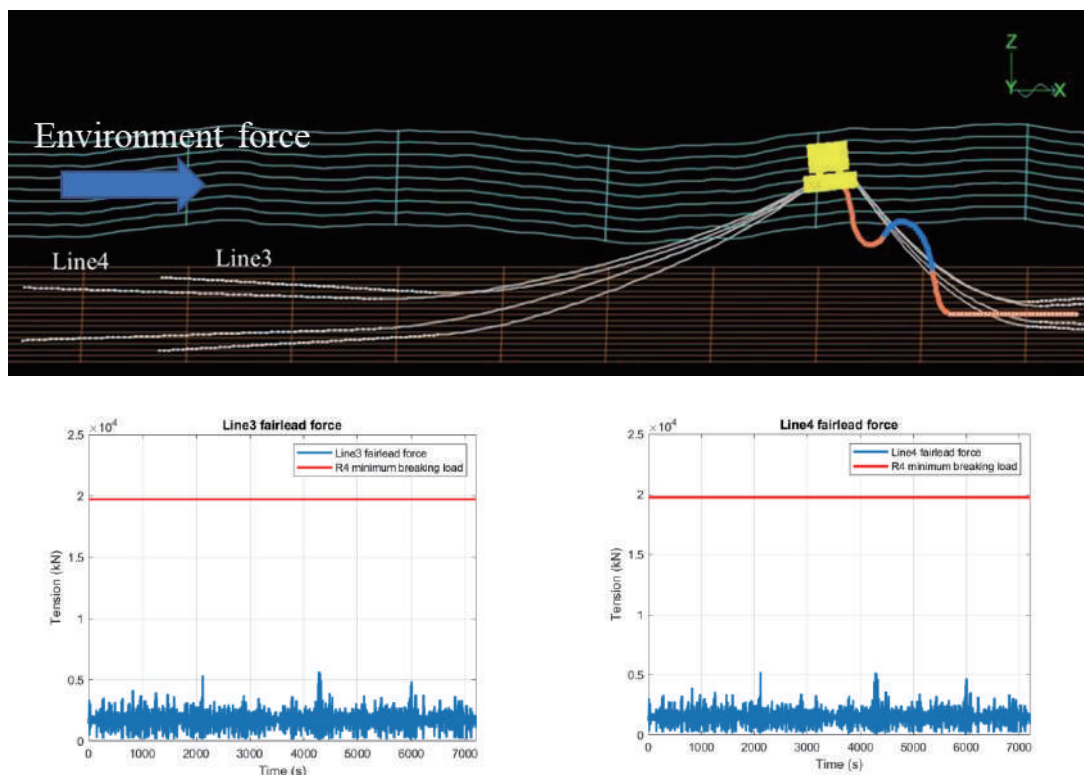 Z
Y
X
Environment force
Line4
Line3
Line3 fairlead force
×10⁴
2.5
2
1.5
1
0.5
0
Tension (kN)
Line3 fairlead force
R4 minimum breaking load
0 1000 2000 3000 4000 5000 6000 7000
Time (s)
Line4 fairlead force
×10⁴
2.5
2
1.5
1
0.5
0
Tension (kN)
Line4 fairlead force
R4 minimum breaking load
0 1000 2000 3000 4000 5000 6000 7000
Time (s)